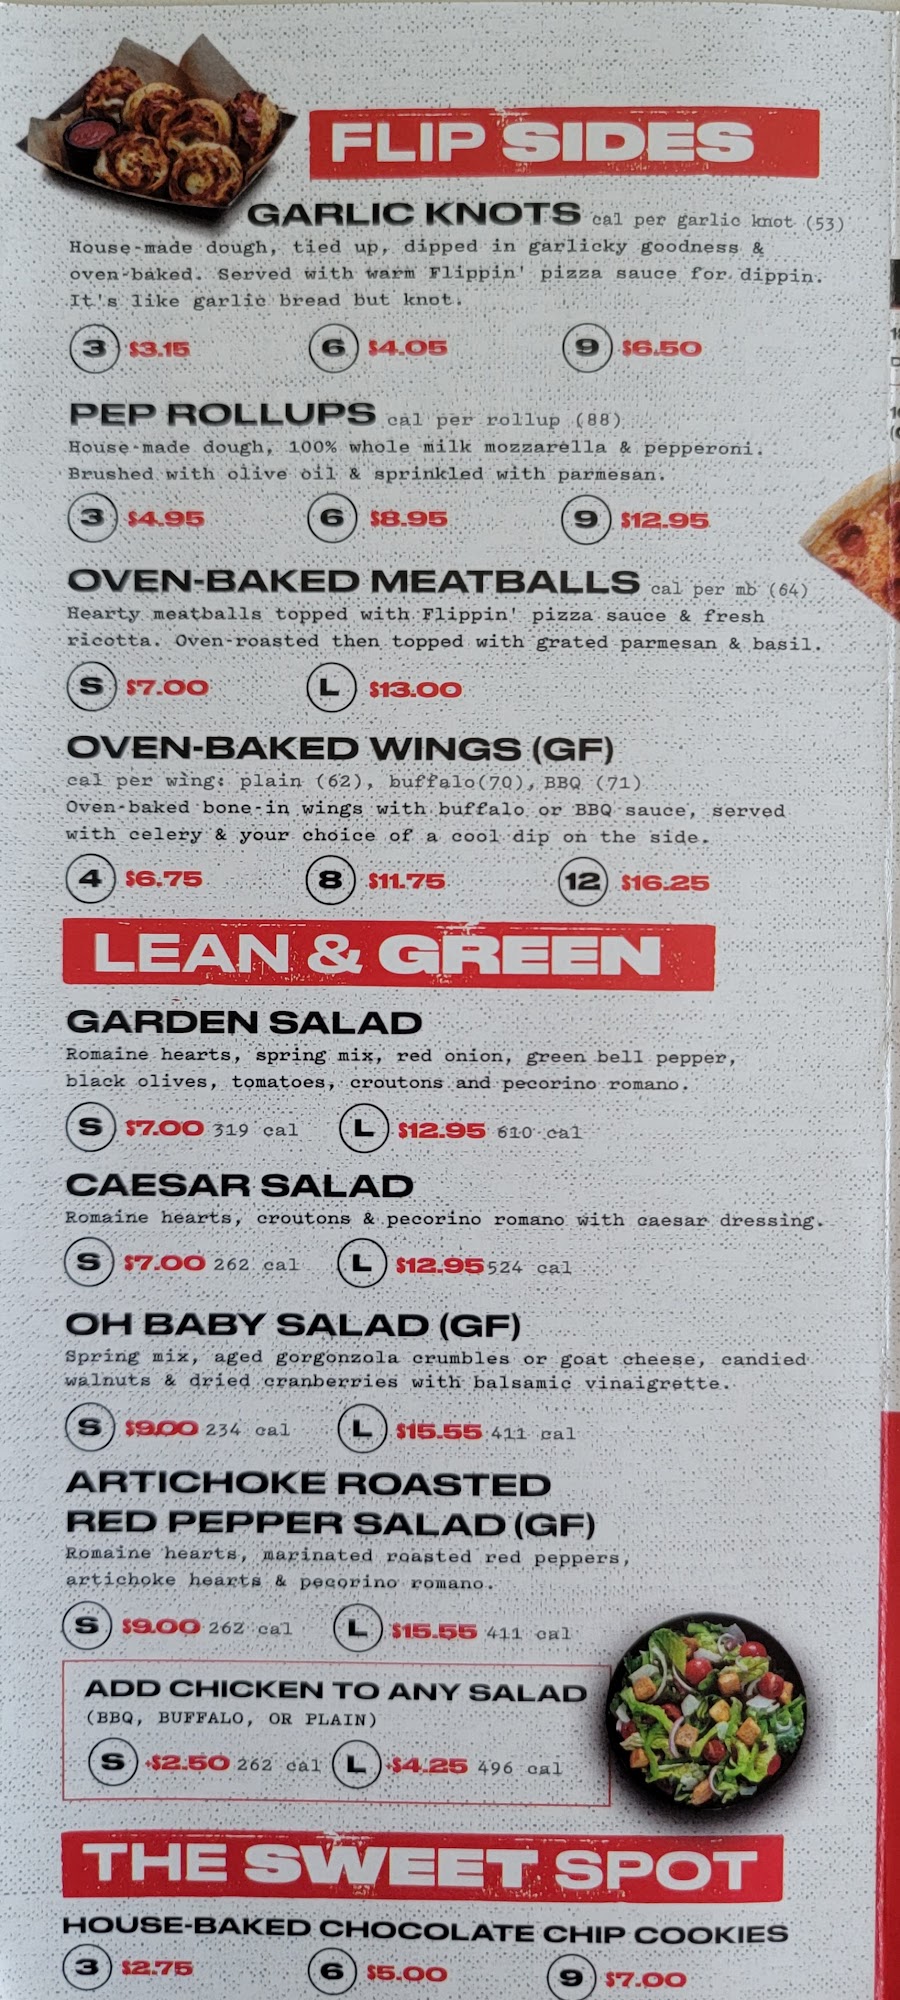 FLIP SIDES
GARLIC KNOTS cal per garlic knot (53)
House-made dough, tied up, dipped in garlicky goodness &
oven-baked. Served with warm Flippin' pizza sauce for dippin.
It's like garlic bread but knot.
3 $3.15 6 $4.05 9 $6.50
PEP ROLLUPS cal per rollup (88)
House-made dough, 100% whole milk mozzarella & pepperoni.
Brushed with olive oil & sprinkled with parmesan.
3 $4.95 6 $8.95 9 $12.95
OVEN-BAKED MEATBALLS cal per mb (64)
Hearty meatballs topped with Flippin' pizza sauce & fresh
ricotta. Oven-roasted then topped with grated parmesan & basil.
S $7.00 L $13.00
OVEN-BAKED WINGS (GF)
cal per wing: plain (62), buffalo(70), BBQ (71)
Oven-baked bone-in wings with buffalo or BBQ sauce, served
with celery & your choice of a cool dip on the side.
4 $6.75 8 $11.75 12 $16.25
LEAN & GREEN
GARDEN SALAD
Romaine hearts, spring mix, red onion, green bell pepper,
black olives, tomatoes, croutons and pecorino romano.
S $7.00 319 cal L $12.95 610 cal
CAESAR SALAD
Romaine hearts, croutons & pecorino romano with caesar dressing.
S $7.00 262 cal L $12.95 524 cal
OH BABY SALAD (GF)
Spring mix, aged gorgonzola crumbles or goat cheese, candied
walnuts & dried cranberries with balsamic vinaigrette.
S $9.00 234 cal L $15.55 411 cal
ARTICHOKE ROASTED
RED PEPPER SALAD (GF)
Romaine hearts, marinated roasted red peppers,
artichoke hearts & pecorino romano.
S $9.00 262 cal L $15.55 411 cal
ADD CHICKEN TO ANY SALAD
(BBQ, BUFFALO, OR PLAIN)
S +$2.50 262 cal L +$4.25 496 cal
THE SWEET SPOT
HOUSE-BAKED CHOCOLATE CHIP COOKIES
3 $2.75 6 $5.00 9 $7.00